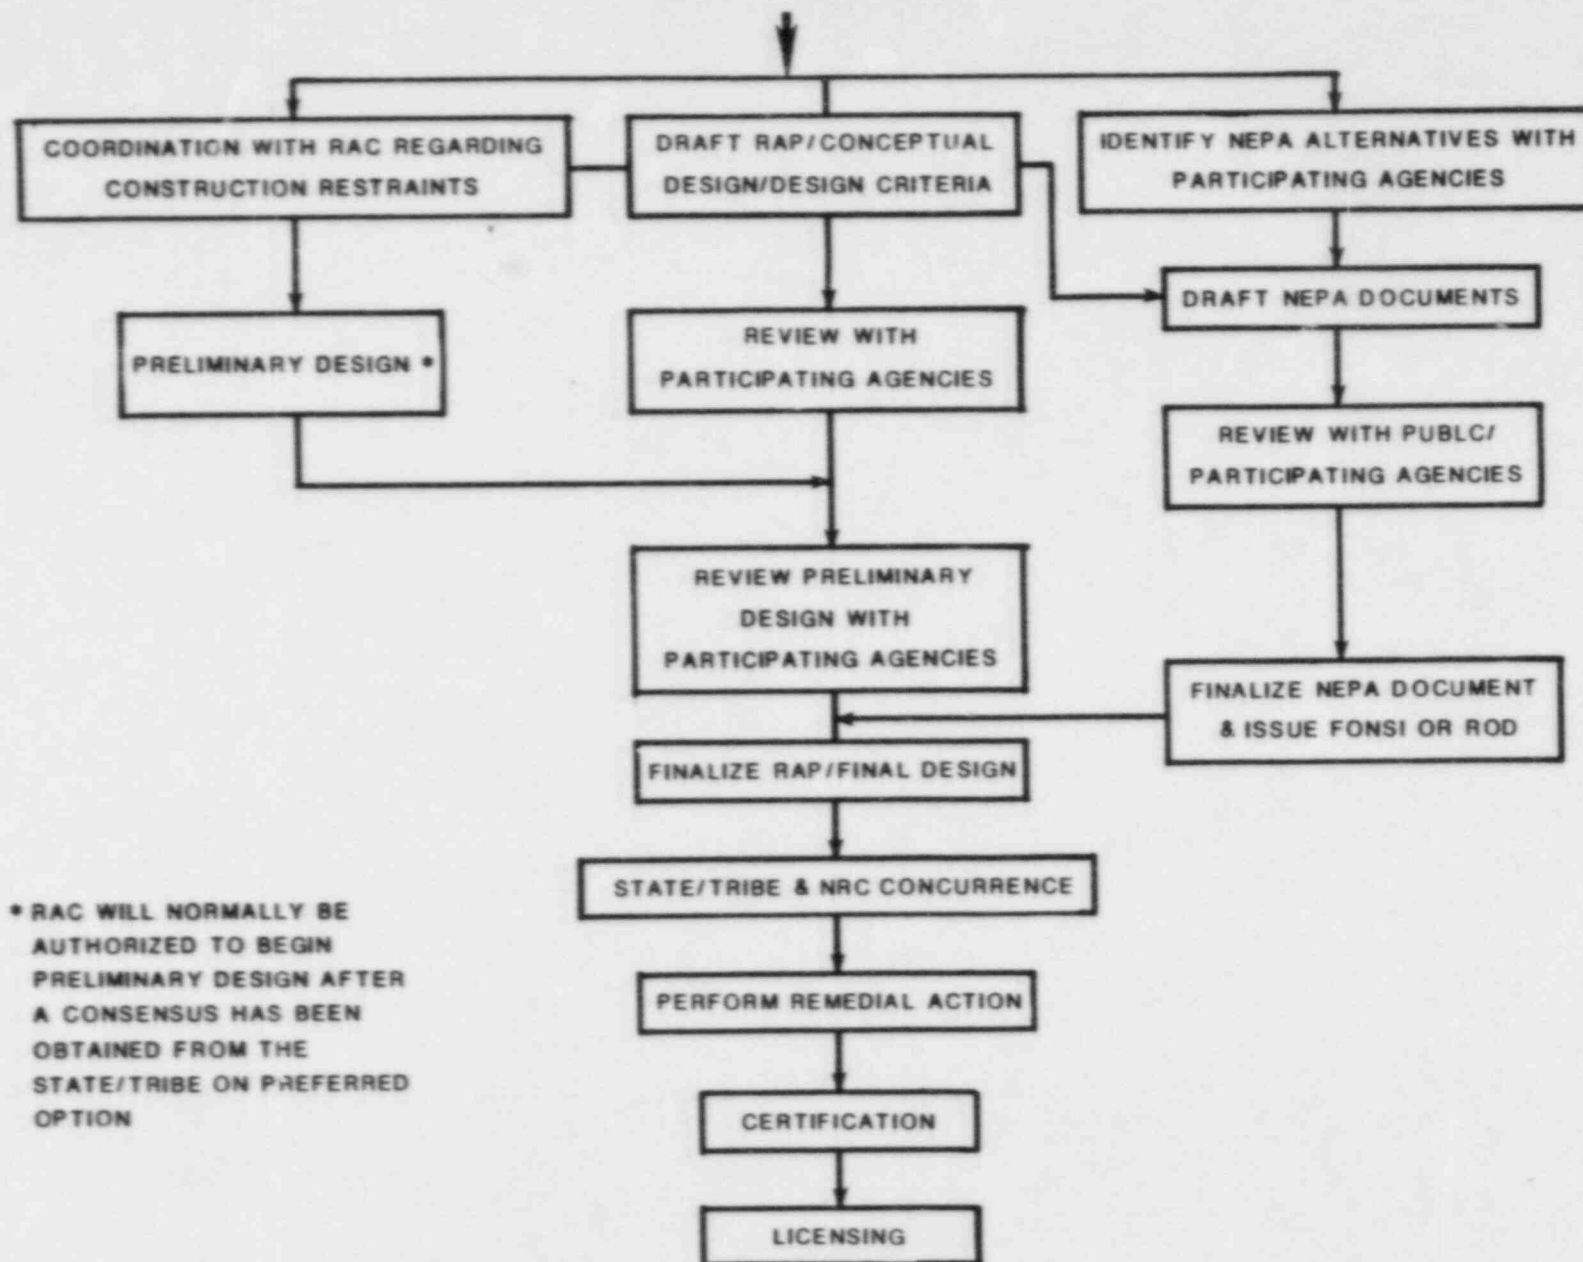 COORDINATION WITH RAC REGARDING
CONSTRUCTION RESTRAINTS
DRAFT RAP/CONCEPTUAL
DESIGN/DESIGN CRITERIA
IDENTIFY NEPA ALTERNATIVES WITH
PARTICIPATING AGENCIES
DRAFT NEPA DOCUMENTS
PRELIMINARY DESIGN *
REVIEW WITH
PARTICIPATING AGENCIES
REVIEW WITH PUBLC/
PARTICIPATING AGENCIES
REVIEW PRELIMINARY
DESIGN WITH
PARTICIPATING AGENCIES
FINALIZE NEPA DOCUMENT
& ISSUE FONSI OR ROD
FINALIZE RAP/FINAL DESIGN
STATE/TRIBE & NRC CONCURRENCE
PERFORM REMEDIAL ACTION
CERTIFICATION
LICENSING
* RAC WILL NORMALLY BE
AUTHORIZED TO BEGIN
PRELIMINARY DESIGN AFTER
A CONSENSUS HAS BEEN
OBTAINED FROM THE
STATE/TRIBE ON PREFERRED
OPTION